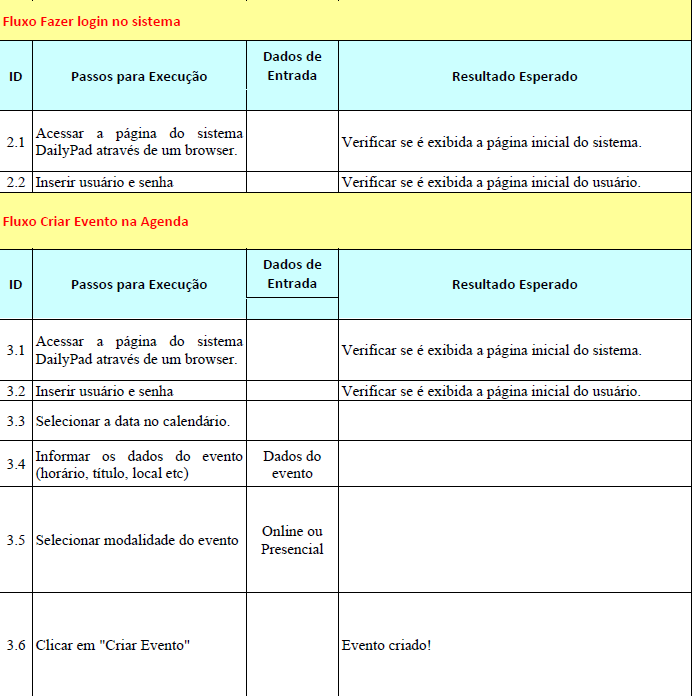 Fluxo Fazer login no sistema
ID
Passos para Execução
Dados de
Entrada
Resultado Esperado
2.1
Acessar a página do sistema
DailyPad através de um browser.
Verificar se é exibida a página inicial do sistema.
2.2
Inserir usuário e senha
Verificar se é exibida a página inicial do usuário.
Fluxo Criar Evento na Agenda
ID
Passos para Execução
Dados de
Entrada
Resultado Esperado
3.1
Acessar a página do sistema
DailyPad através de um browser.
Verificar se é exibida a página inicial do sistema.
3.2
Inserir usuário e senha
Verificar se é exibida a página inicial do usuário.
3.3
Selecionar a data no calendário.
3.4
Informar os dados do evento
(horário, título, local etc)
Dados do
evento
3.5
Selecionar modalidade do evento
Online ou
Presencial
3.6
Clicar em "Criar Evento"
Evento criado!